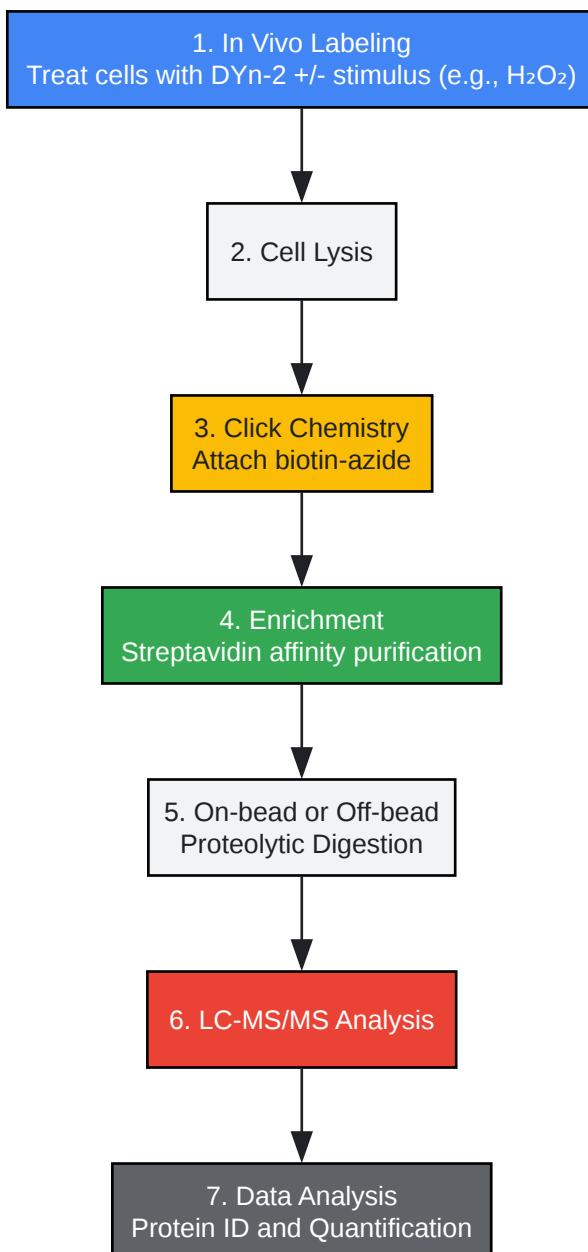 1. In Vivo Labeling
Treat cells with DYn-2 +/- stimulus (e.g., H₂O₂)
2. Cell Lysis
3. Click Chemistry
Attach biotin-azide
4. Enrichment
Streptavidin affinity purification
5. On-bead or Off-bead
Proteolytic Digestion
6. LC-MS/MS Analysis
7. Data Analysis
Protein ID and Quantification